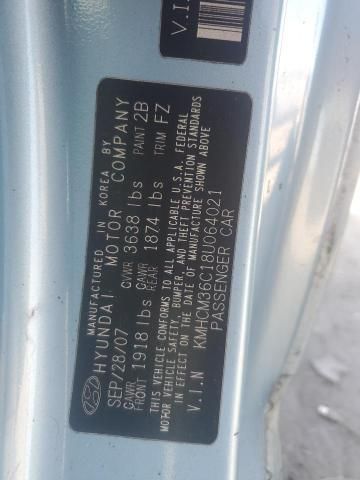 MANUFACTURED IN KOREA BY
HYUNDAI MOTOR COMPANY
SEP/28/07 GVWR 3638 lbs PAINT 2B
GAWR FRONT 1918 lbs GAWR REAR 1874 lbs TRIM FZ
THIS VEHICLE CONFORMS TO ALL APPLICABLE U.S.A. FEDERAL
MOTOR VEHICLE SAFETY, BUMPER, AND THEFT PREVENTION STANDARDS
IN EFFECT ON THE DATE OF MANUFACTURE SHOWN ABOVE
V.I.N KMHCM36C18U064021
PASSENGER CAR
V.I.